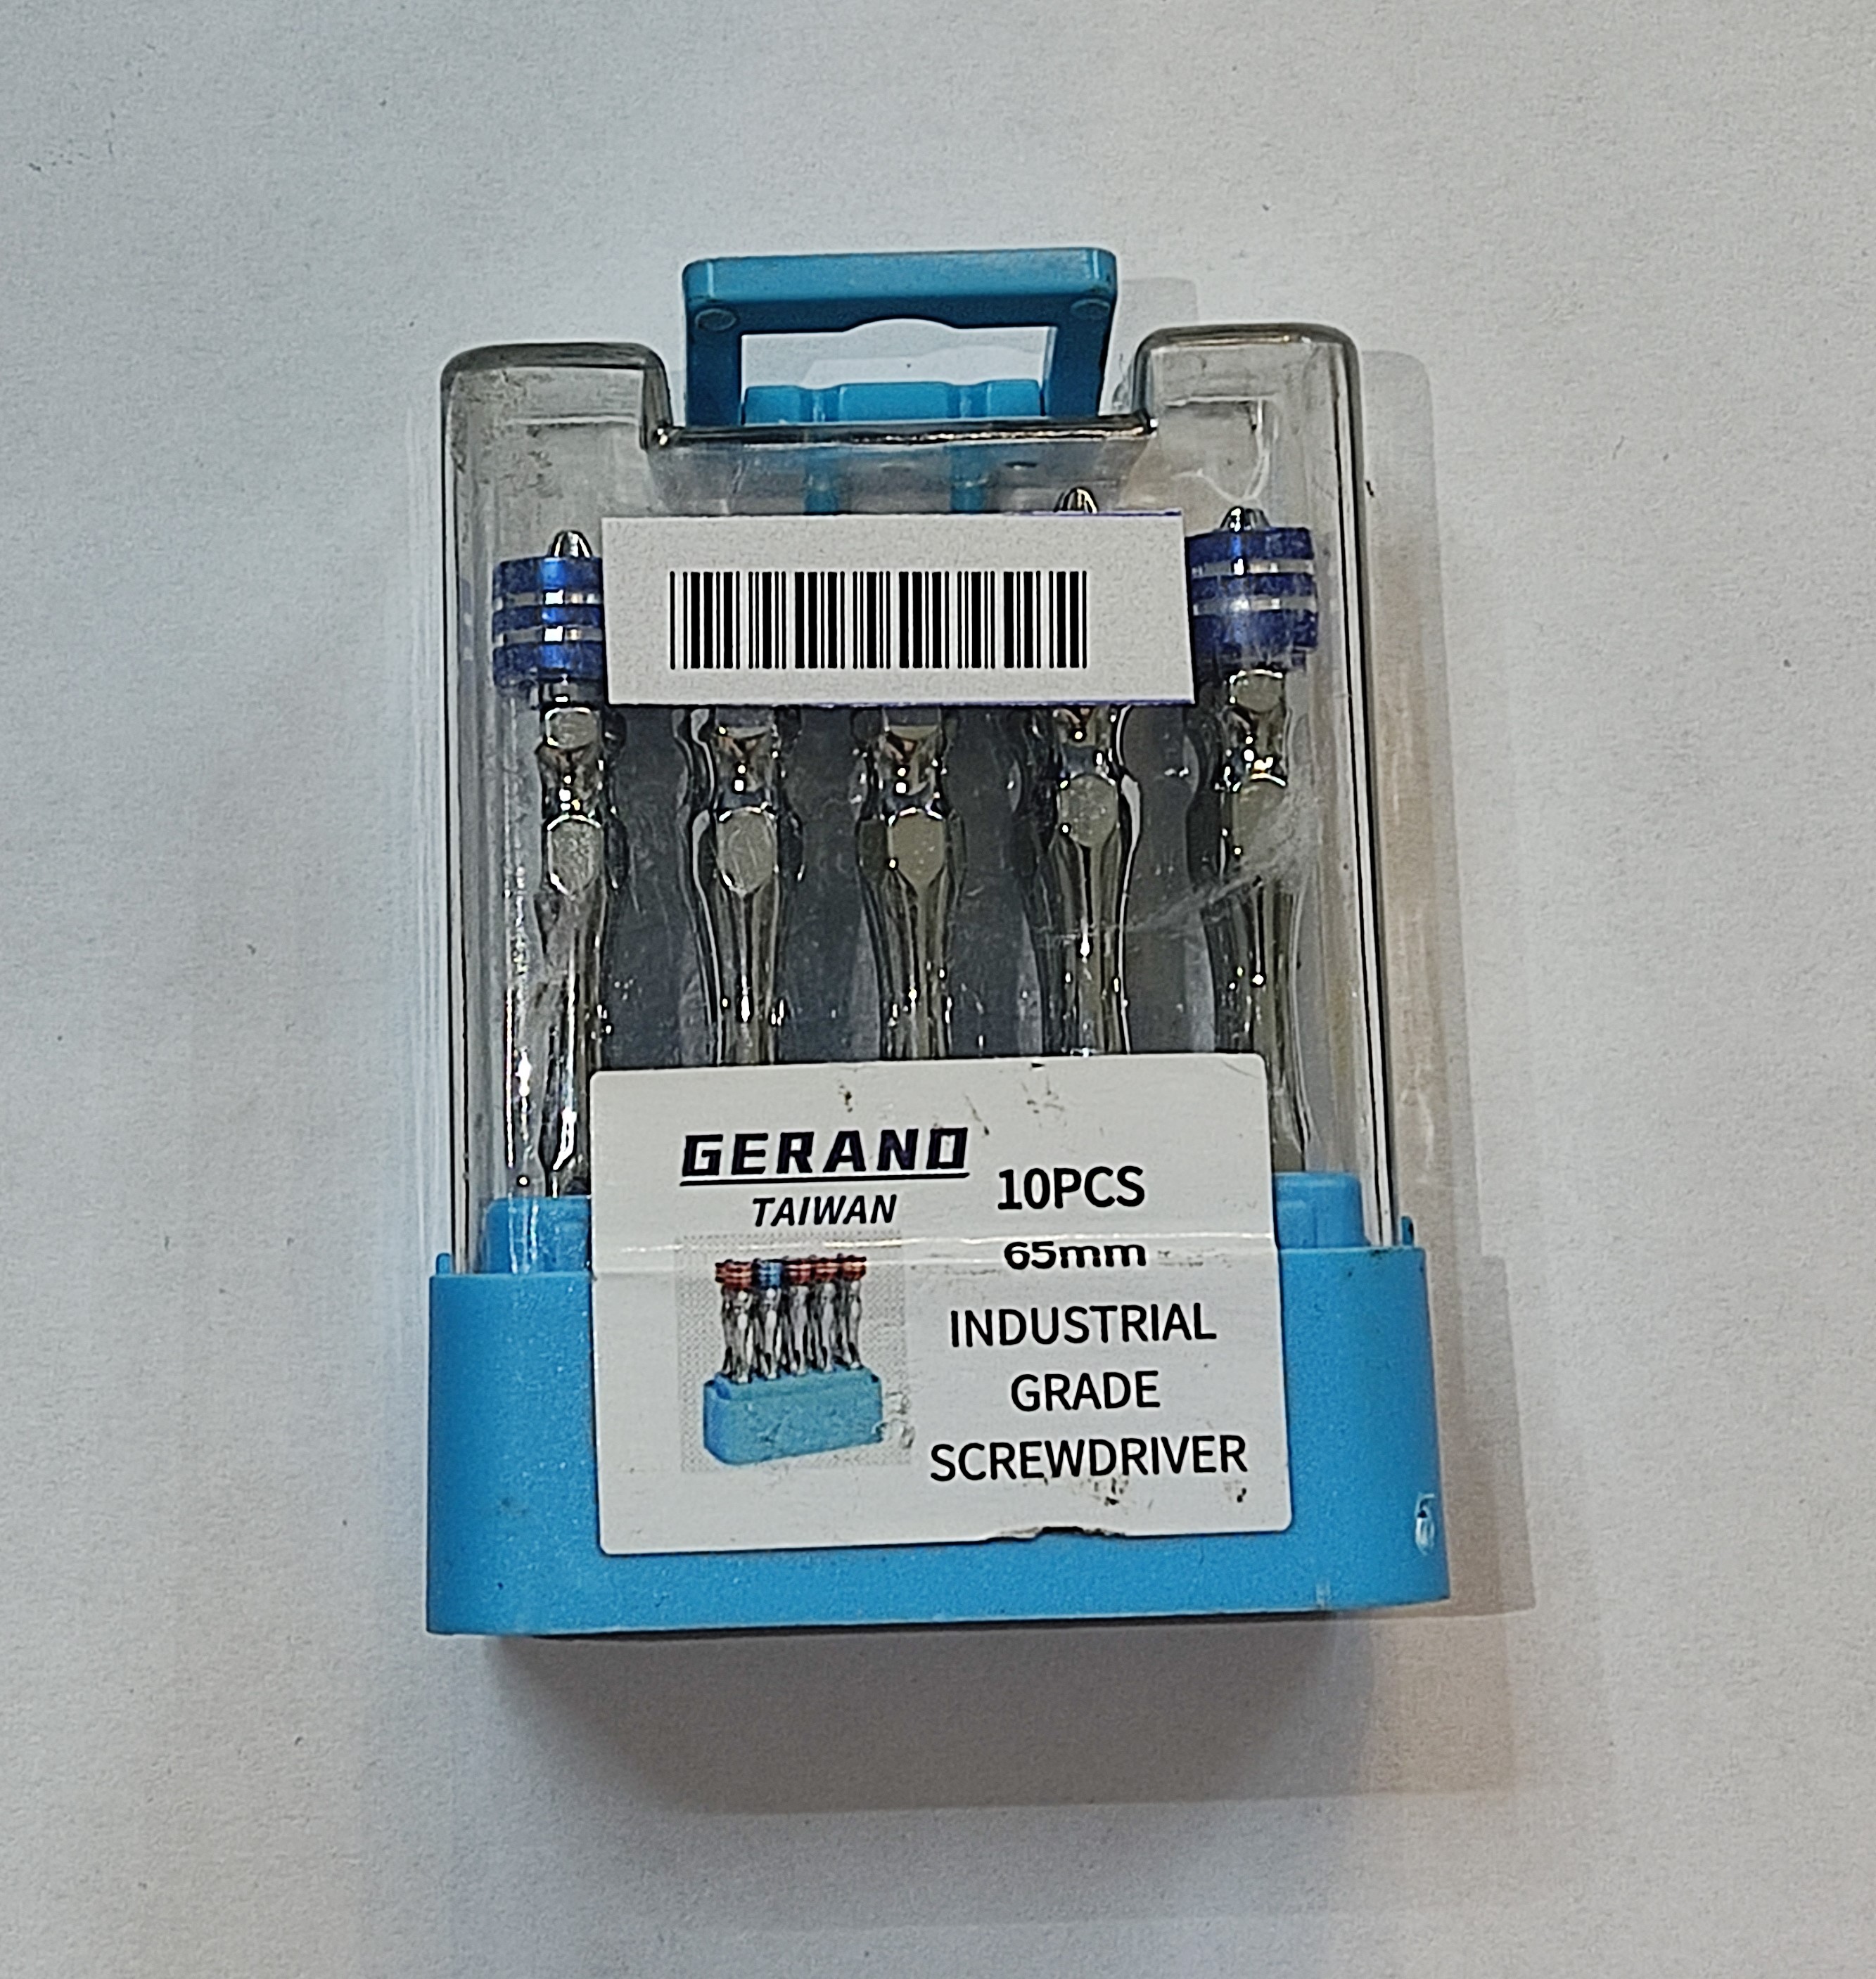 GERANO
TAIWAN
10PCS
65mm
INDUSTRIAL
GRADE
SCREWDRIVER